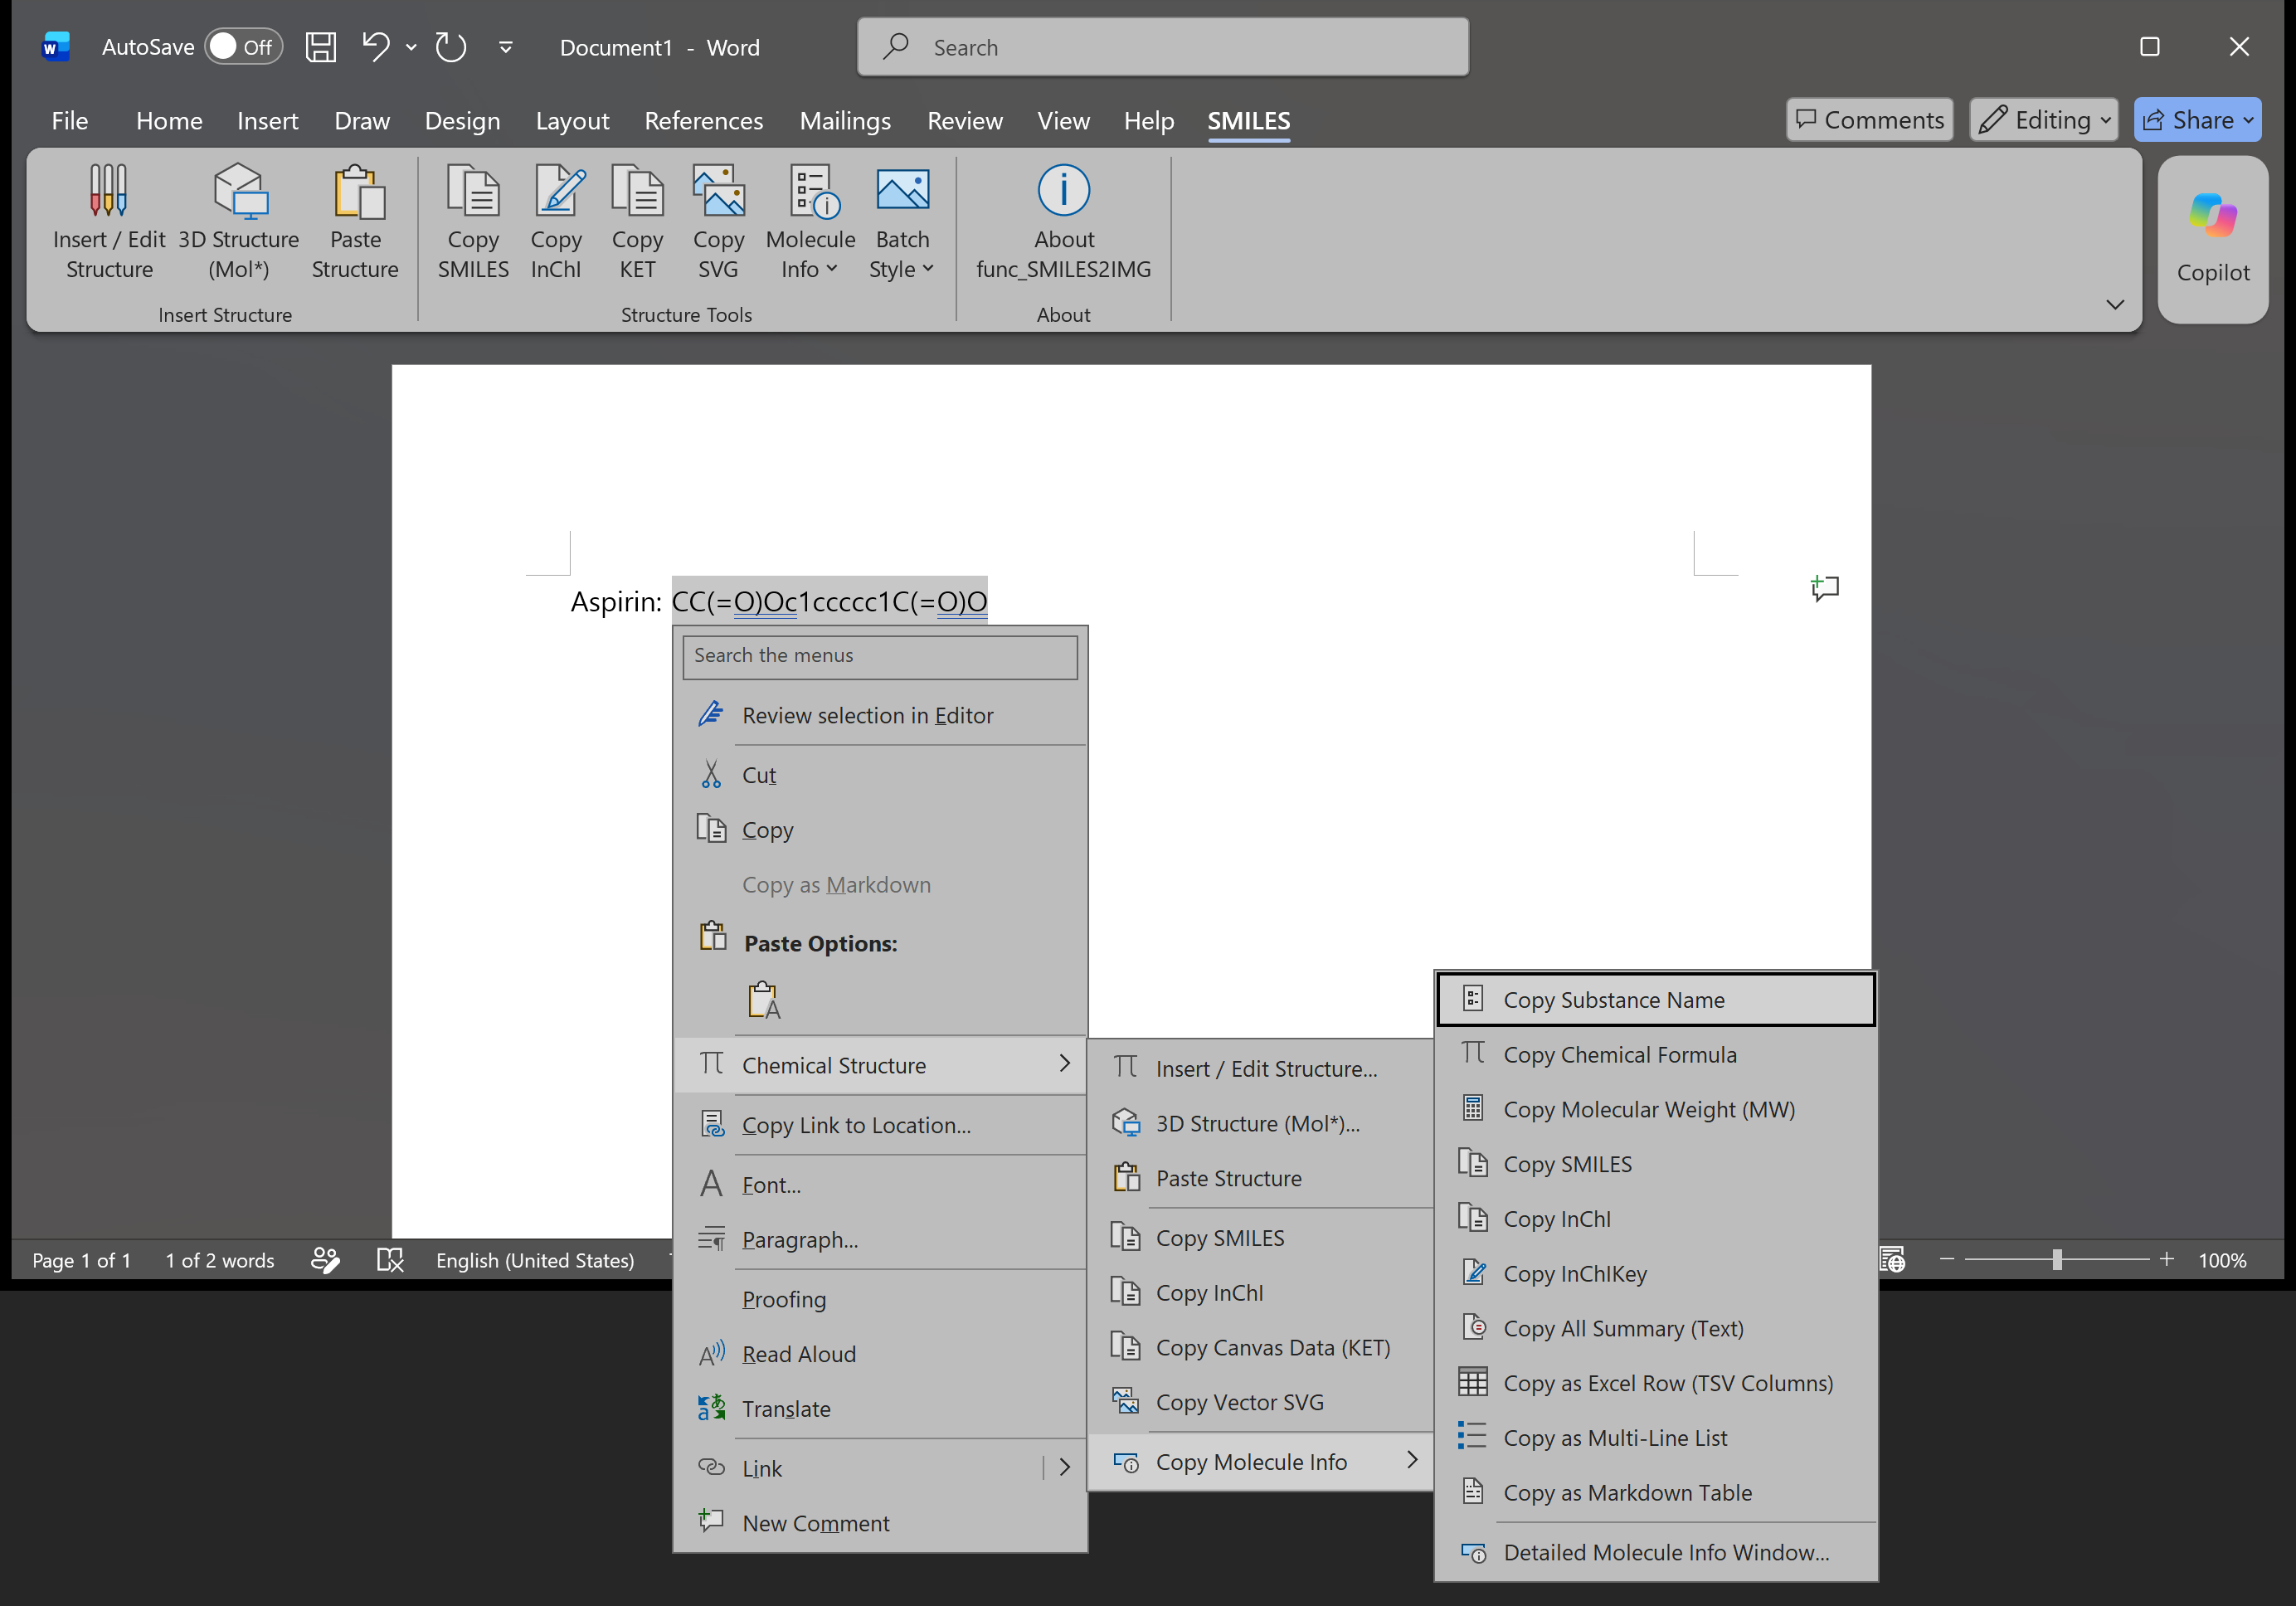 AutoSave Off Document1 - Word Search
File Home Insert Draw Design Layout References Mailings Review View Help SMILES Comments Editing Share
Insert / Edit Structure
3D Structure (Mol*)
Paste Structure
Insert Structure
Copy SMILES
Copy InChI
Copy KET
Copy SVG
Molecule Info
Batch Style
Structure Tools
About func_SMILES2IMG
About
Copilot
Aspirin: CC(=O)Oc1ccccc1C(=O)O
Search the menus
Review selection in Editor
Cut
Copy
Copy as Markdown
Paste Options:
Chemical Structure
Copy Link to Location...
Font...
Paragraph...
Proofing
Read Aloud
Translate
Link
New Comment
Insert / Edit Structure...
3D Structure (Mol*)...
Paste Structure
Copy SMILES
Copy InChI
Copy Canvas Data (KET)
Copy Vector SVG
Copy Molecule Info
Copy Substance Name
Copy Chemical Formula
Copy Molecular Weight (MW)
Copy SMILES
Copy InChI
Copy InChIKey
Copy All Summary (Text)
Copy as Excel Row (TSV Columns)
Copy as Multi-Line List
Copy as Markdown Table
Detailed Molecule Info Window...
Page 1 of 1 1 of 2 words English (United States) 100%